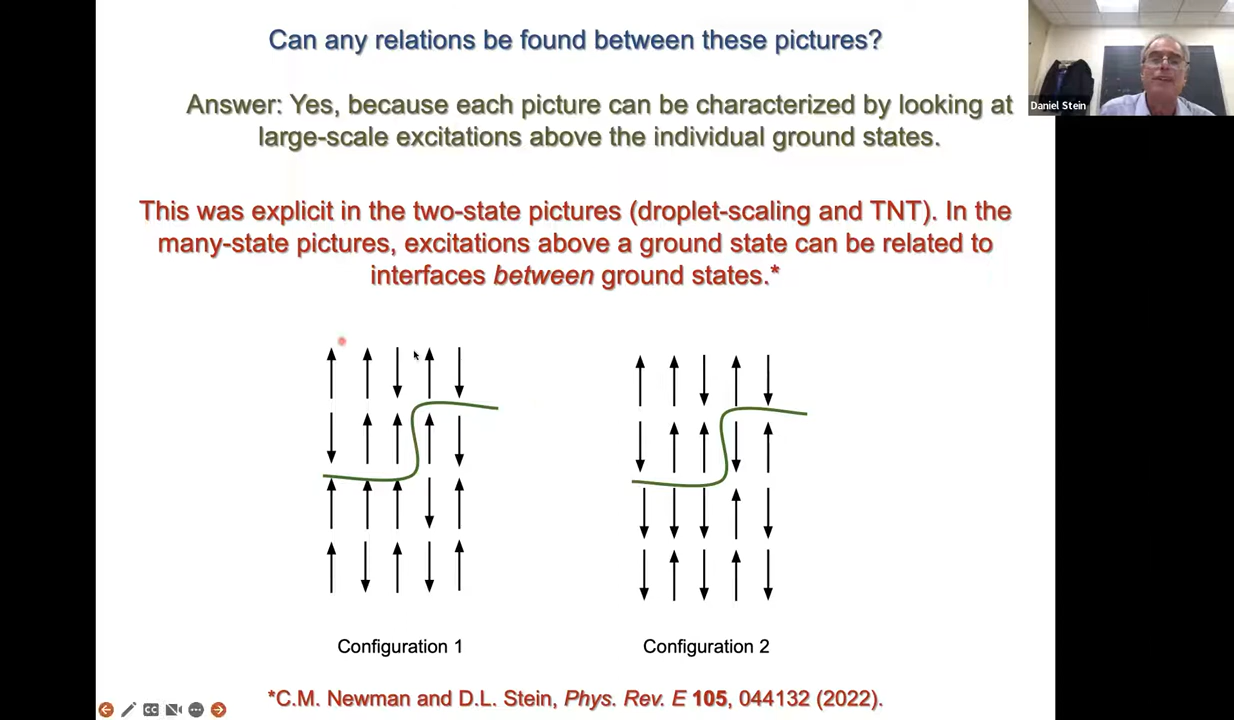 Can any relations be found between these pictures?
Answer: Yes, because each picture can be characterized by looking at
large-scale excitations above the individual ground states.
Daniel Stein
This was explicit in the two-state pictures (droplet-scaling and TNT). In the
many-state pictures, excitations above a ground state can be related to
interfaces between ground states.*
Configuration 1
Configuration 2
*C.M. Newman and D.L. Stein, Phys. Rev. E 105, 044132 (2022).
CC